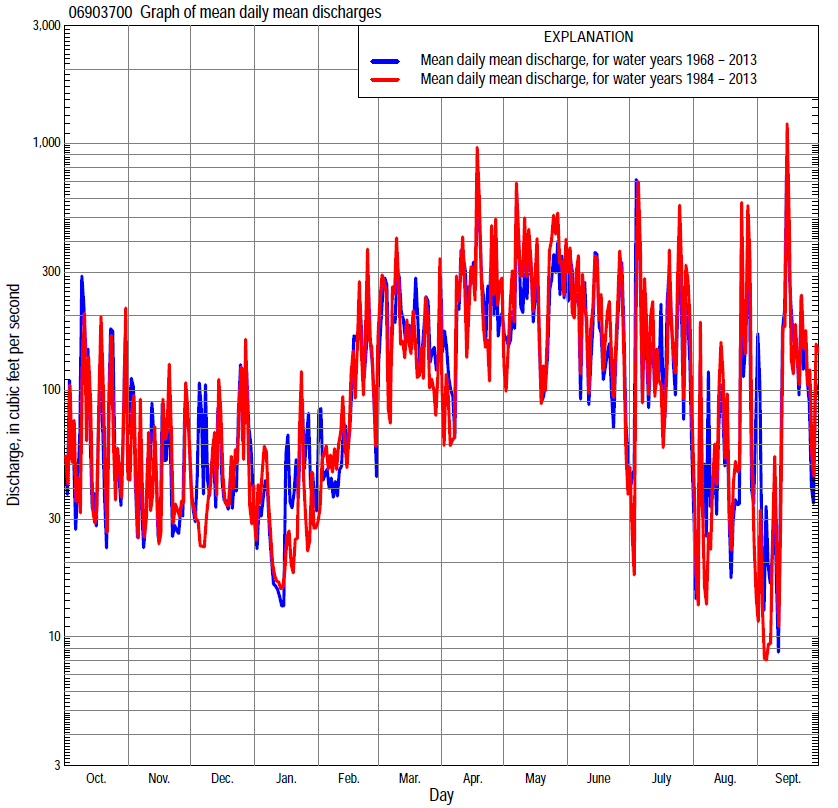 06903700 Graph of mean daily mean discharges
EXPLANATION
Mean daily mean discharge, for water years 1968 – 2013
Mean daily mean discharge, for water years 1984 – 2013
Discharge, in cubic feet per second
3,000
1,000
300
100
30
10
3
Oct. Nov. Dec. Jan. Feb. Mar. Apr. May June July Aug. Sept.
Day